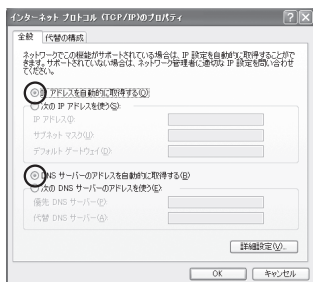 インターネット プロトコル (TCP/IP)のプロパティ
全般 代替の構成
ネットワークでこの機能がサポートされている場合は、IP 設定を自動的に取得することがで
きます。サポートされていない場合は、ネットワーク管理者に適切な IP 設定を問い合わせ
てください。
アドレスを自動的に取得する(O)
次の IP アドレスを使う(S):
IP アドレス(I):
サブネット マスク(U):
デフォルト ゲートウェイ(D):
DNS サーバーのアドレスを自動的に取得する(B)
次の DNS サーバーのアドレスを使う(E):
優先 DNS サーバー(P):
代替 DNS サーバー(A):
詳細設定(V)...
OK キャンセル